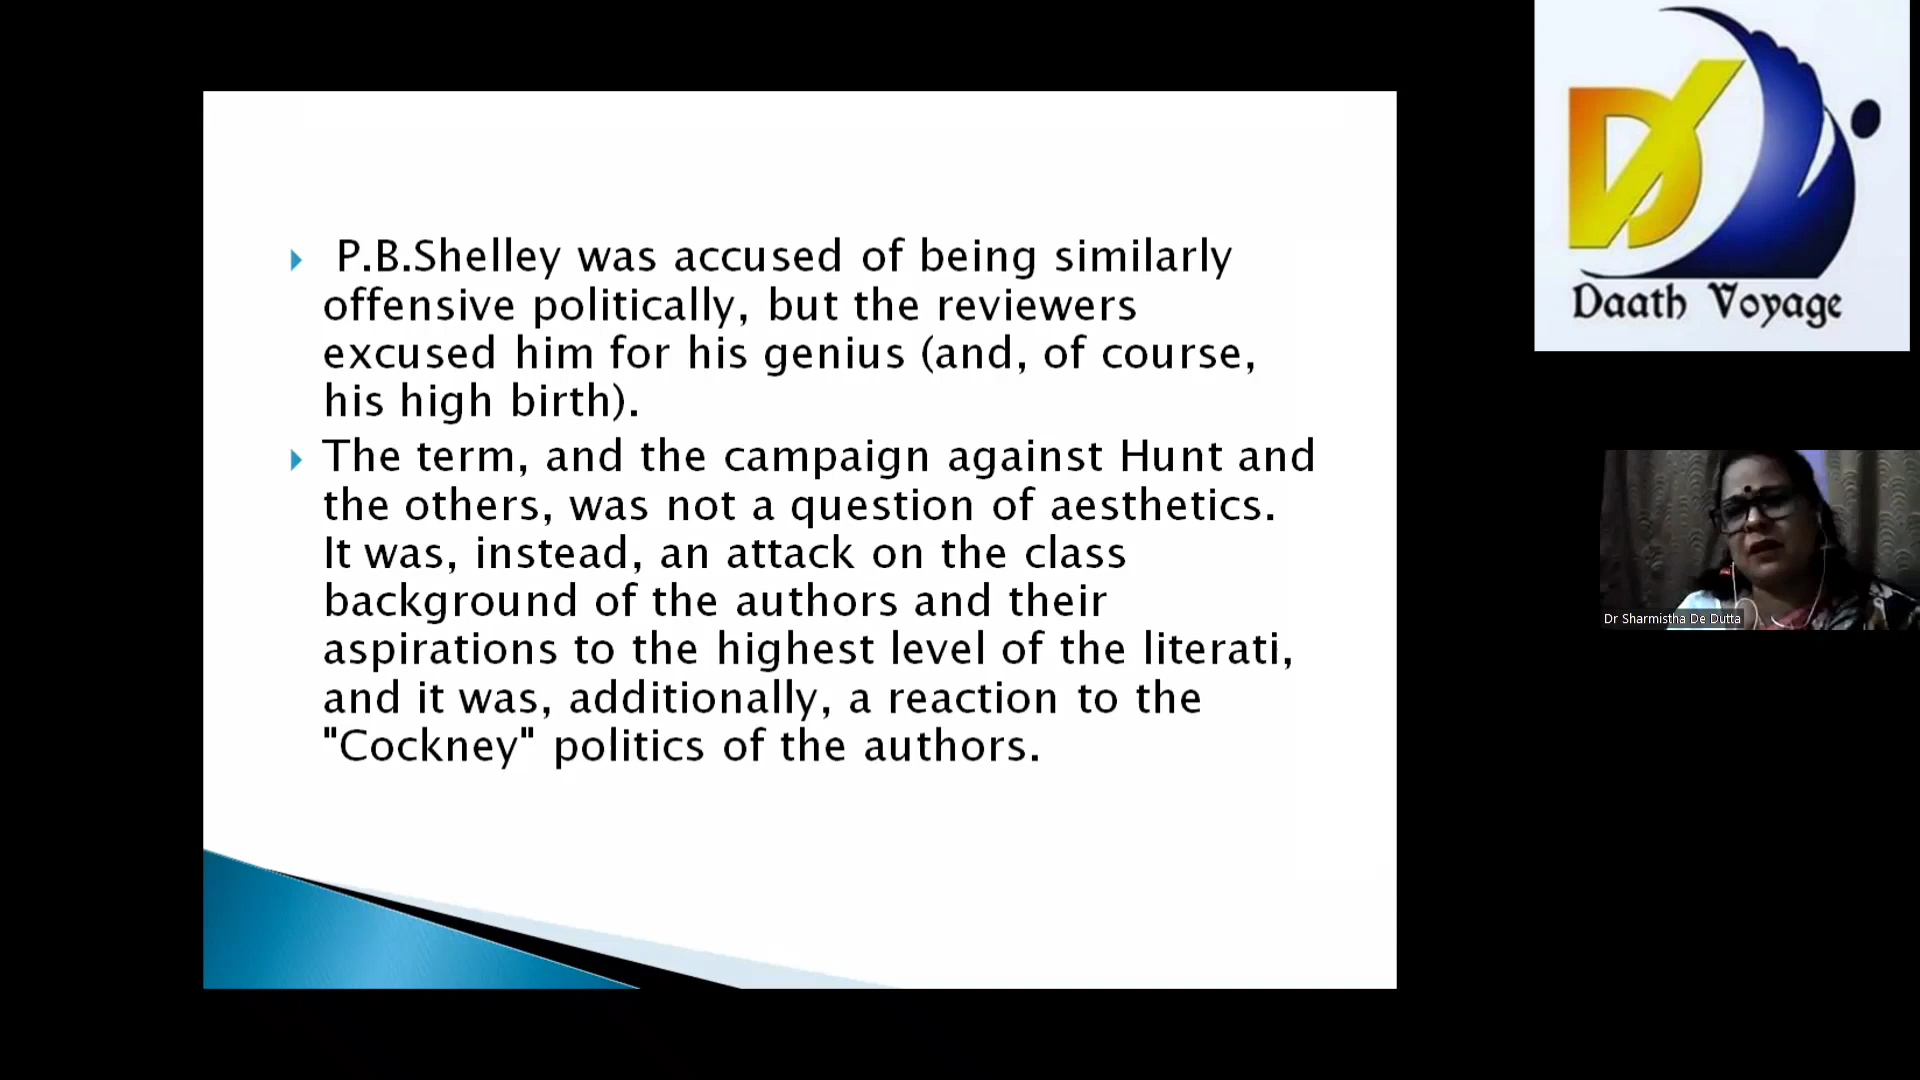 P.B.Shelley was accused of being similarly
offensive politically, but the reviewers
excused him for his genius (and, of course,
his high birth).
The term, and the campaign against Hunt and
the others, was not a question of aesthetics.
It was, instead, an attack on the class
background of the authors and their
aspirations to the highest level of the literati,
and it was, additionally, a reaction to the
"Cockney" politics of the authors.
Daath Voyage
Dr Sharmistha De Dutta